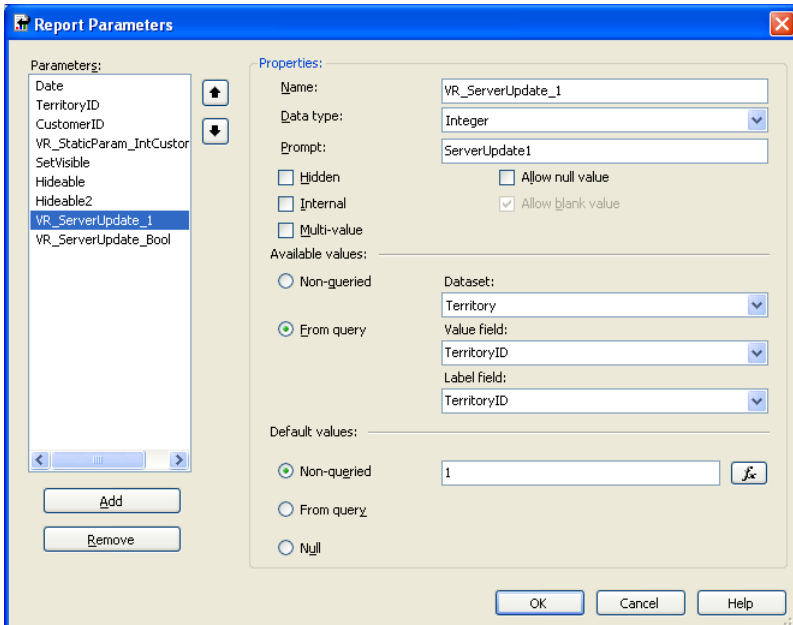 Report Parameters
Parameters:
Date
TerritoryID
CustomerID
VR_StaticParam_IntCustor
SetVisible
Hideable
Hideable2
VR_ServerUpdate_1
VR_ServerUpdate_Bool
Add
Remove
Properties:
Name:
VR_ServerUpdate_1
Data type:
Integer
Prompt:
ServerUpdate1
Hidden
Allow null value
Internal
Allow blank value
Multi-value
Available values:
Non-queried
Dataset:
Territory
From query
Value field:
TerritoryID
Label field:
TerritoryID
Default values:
Non-queried
1
fx
From query
Null
OK
Cancel
Help